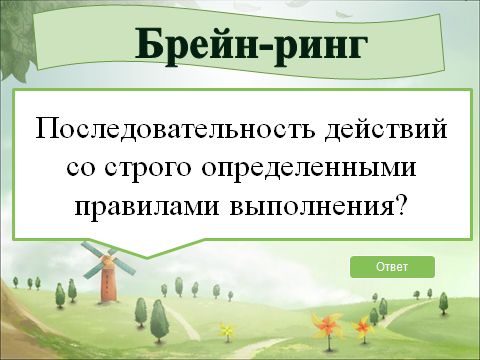 Брейн-ринг
Последовательность действий
со строго определенными
правилами выполнения?
Ответ